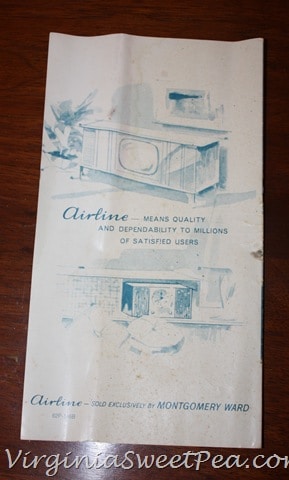 Airline — MEANS QUALITY
AND DEPENDABILITY TO MILLIONS
OF SATISFIED USERS
Airline — SOLD EXCLUSIVELY BY MONTGOMERY WARD
VirginiaSweetPea.com